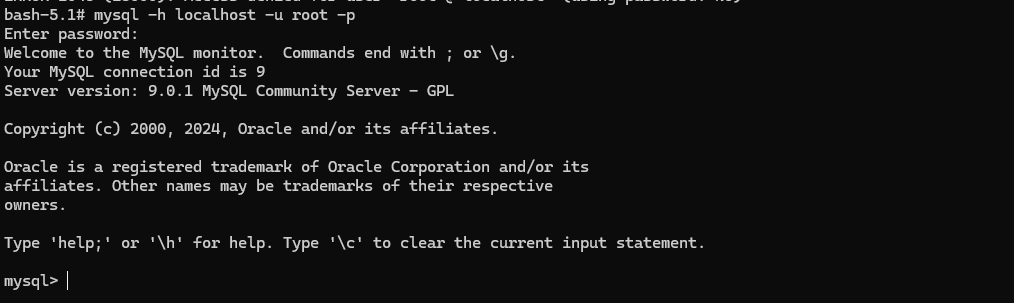 bash-5.1# mysql -h localhost -u root -p
Enter password:
Welcome to the MySQL monitor.  Commands end with ; or \g.
Your MySQL connection id is 9
Server version: 9.0.1 MySQL Community Server - GPL
Copyright (c) 2000, 2024, Oracle and/or its affiliates.
Oracle is a registered trademark of Oracle Corporation and/or its
affiliates. Other names may be trademarks of their respective
owners.
Type 'help;' or '\h' for help. Type '\c' to clear the current input statement.
mysql>